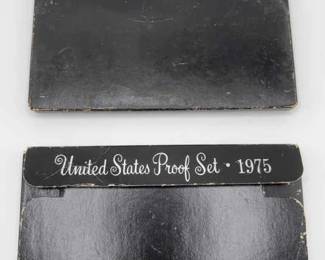 United States Proof Set • 1975